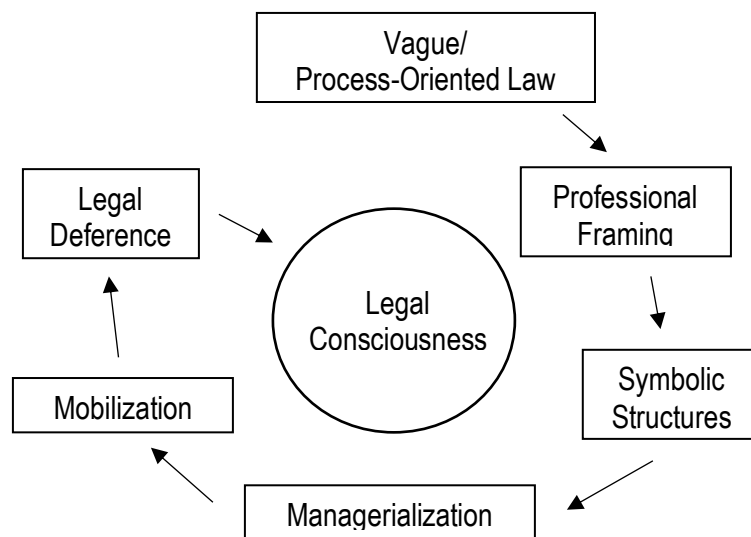 Vague/
Process-Oriented Law
Professional
Framing
Symbolic
Structures
Managerialization
Mobilization
Legal
Deference
Legal
Consciousness